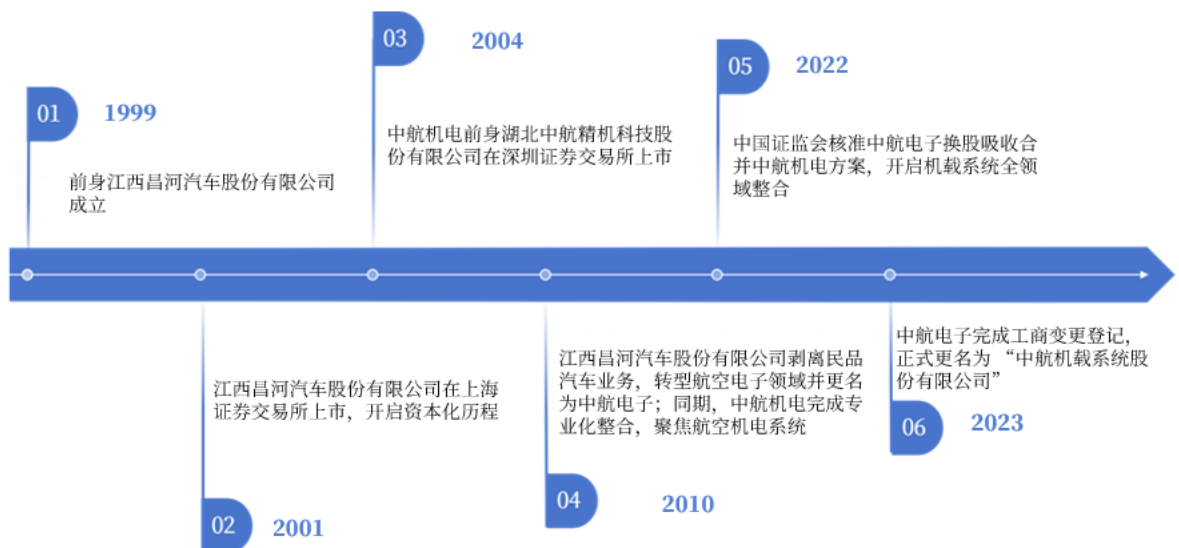 01
1999
前身江西昌河汽车股份有限公司
成立
02
2001
江西昌河汽车股份有限公司在上海
证券交易所上市，开启资本化历程
03
2004
中航机电前身湖北中航精机科技股
份有限公司在深圳证券交易所上市
04
2010
江西昌河汽车股份有限公司剥离民品
汽车业务，转型航空电子领域并更名
为中航电子；同期，中航机电完成专
业化整合，聚焦航空机电系统
05
2022
中国证监会核准中航电子换股吸收合
并中航机电方案，开启机载系统全领
域整合
06
2023
中航电子完成工商变更登记，
正式更名为 “中航机载系统股
份有限公司”